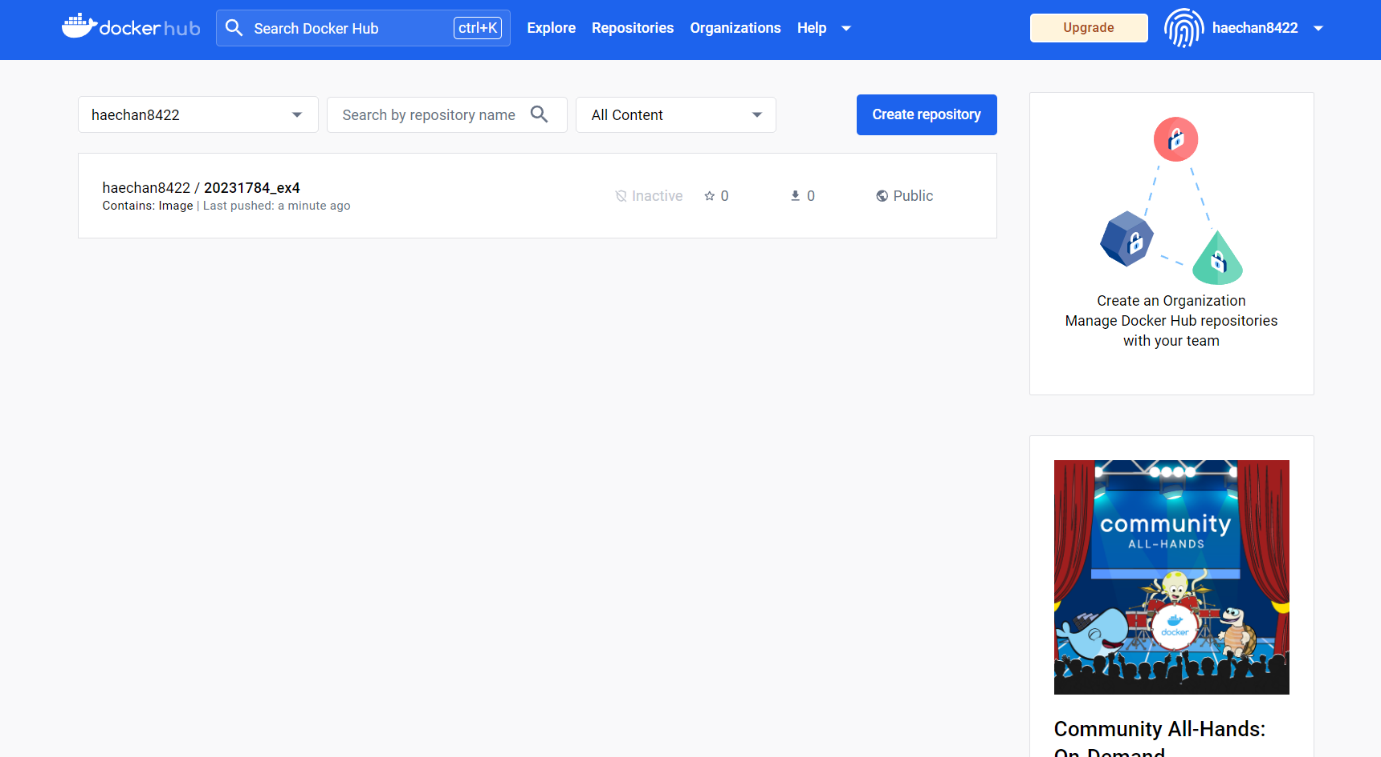 docker hub
Search Docker Hub ctrl+K Explore Repositories Organizations Help Upgrade haechan8422
haechan8422 Search by repository name All Content Create repository
haechan8422 / 20231784_ex4
Contains: Image | Last pushed: a minute ago
Inactive 0 0 Public
Create an Organization
Manage Docker Hub repositories
with your team
community
ALL-HANDS
docker
Community All-Hands:
On-Demand